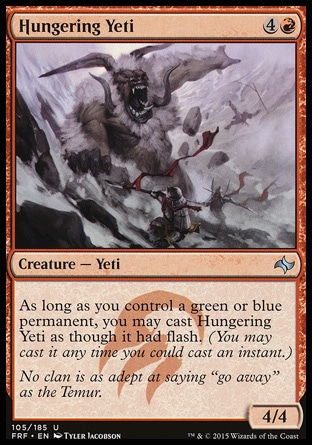 Hungering Yeti 4
Creature — Yeti
As long as you control a green or blue
permanent, you may cast Hungering
Yeti as though it had flash. (You may
cast it any time you could cast an instant.)
No clan is as adept at saying “go away”
as the Temur.
4/4
105/185 U
FRF • EN Tyler Jacobson
™ & © 2015 Wizards of the Coast